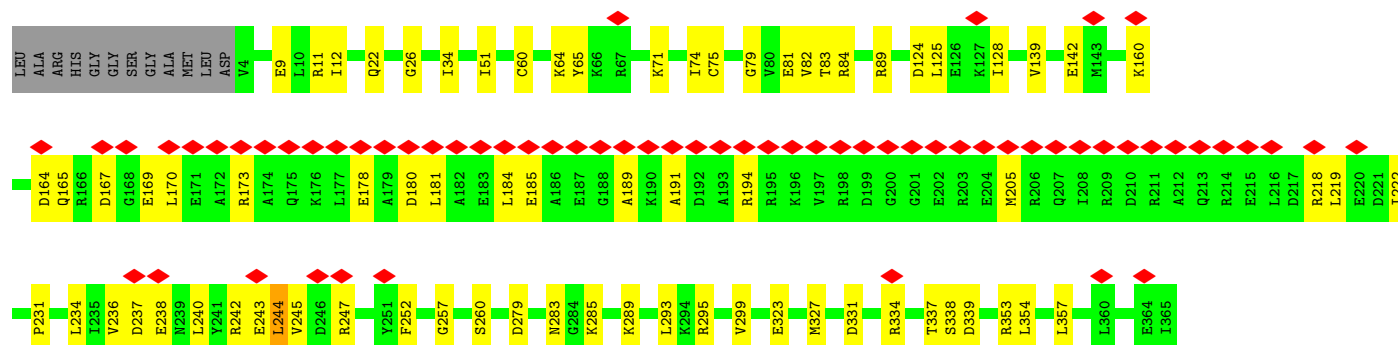 LEU ALA ARG HIS GLY GLY SER GLY ALA MET LEU ASP V4 E9 L10 R11 I12 Q22 G26 I34 I51 C60 K64 Y65 K66 R67 K71 I74 C75 G79 V80 E81 V82 T83 R84 R89 D124 L125 E126 K127 I128 V139 E142 M143 K160
D164 Q165 R166 D167 G168 E169 L170 E171 A172 R173 A174 Q175 K176 L177 E178 A179 D180 L181 A182 E183 L184 E185 A186 E187 G188 A189 K190 A191 D192 A193 R194 R195 K196 V197 R198 D199 G200 G201 E202 R203 E204 M205 R206 Q207 I208 R209 D210 R211 A212 Q213 R214 E215 L216 D217 R218 L219 E220 D221
P231 L234 I235 V236 D237 E238 N239 L240 Y241 R242 E243 L244 V245 D246 R247 Y251 F252 G257 S260 D279 N283 G284 K285 K289 L293 K294 R295 V299 E323 M327 D331 R334 T337 S338 D339 R353 L354 L357 L360 E364 I365